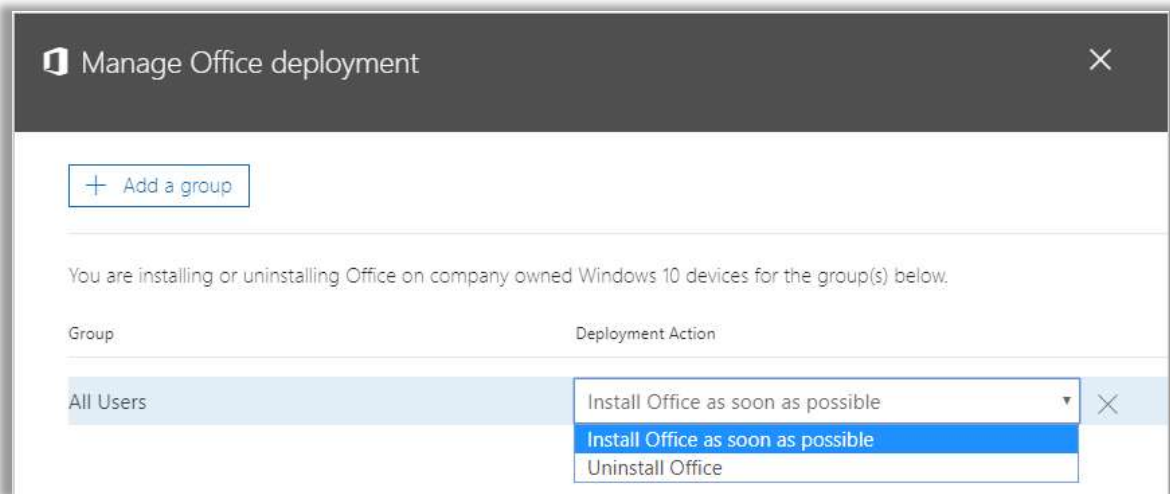 Manage Office deployment
+ Add a group
You are installing or uninstalling Office on company owned Windows 10 devices for the group(s) below.
Group Deployment Action
All Users Install Office as soon as possible
Install Office as soon as possible
Uninstall Office